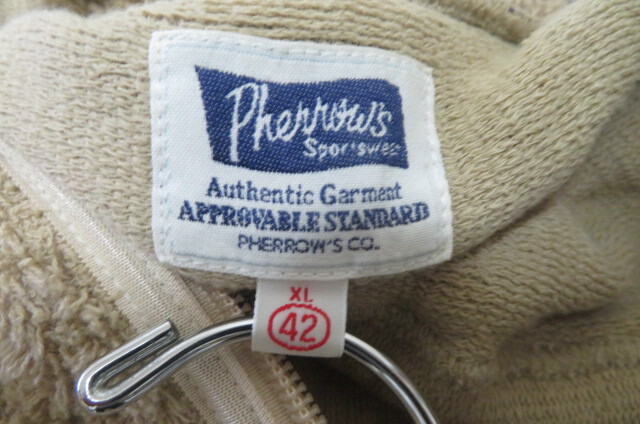 Pherrow's
Sportswear
Authentic Garment
APPROVABLE STANDARD
PHERROW'S CO.
XL
42